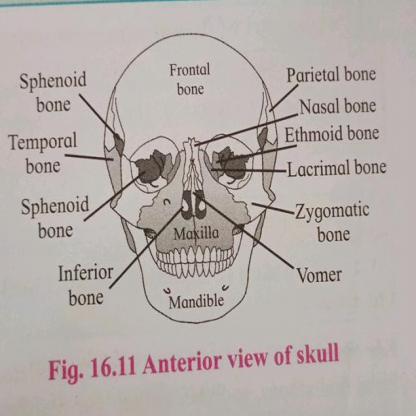 Sphenoid
bone
Frontal
bone
Parietal bone
Nasal bone
Temporal
bone
Ethmoid bone
Lacrimal bone
Sphenoid
bone
Zygomatic
bone
Maxilla
Inferior
bone
Vomer
Mandible
Fig. 16.11 Anterior view of skull